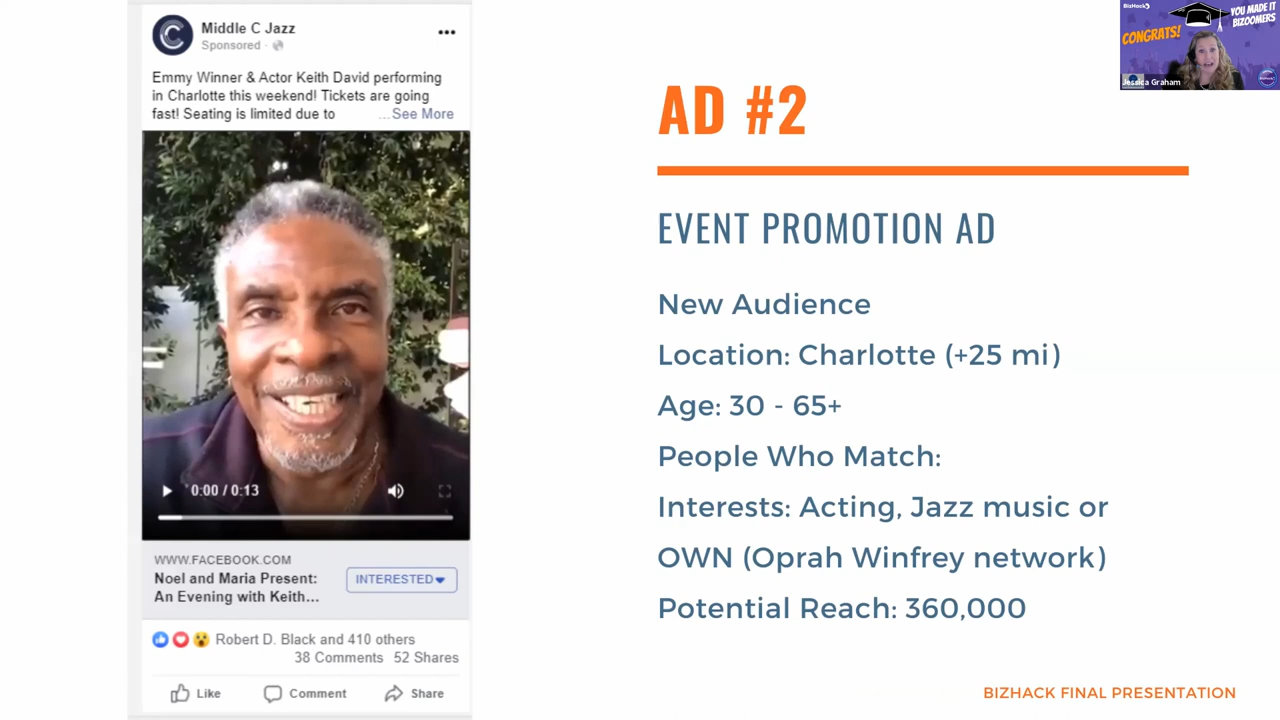 Middle C Jazz
Sponsored ·
Emmy Winner & Actor Keith David performing
in Charlotte this weekend! Tickets are going
fast! Seating is limited due to ...See More
0:00 / 0:13
WWW.FACEBOOK.COM
Noel and Maria Present:
An Evening with Keith...
INTERESTED
Robert D. Black and 410 others
38 Comments 52 Shares
Like Comment Share
AD #2
EVENT PROMOTION AD
New Audience
Location: Charlotte (+25 mi)
Age: 30 - 65+
People Who Match:
Interests: Acting, Jazz music or
OWN (Oprah Winfrey network)
Potential Reach: 360,000
BIZHACK FINAL PRESENTATION
BizHack
CONGRATS!
YOU MADE IT
BIZOOMERS
Jessica Graham